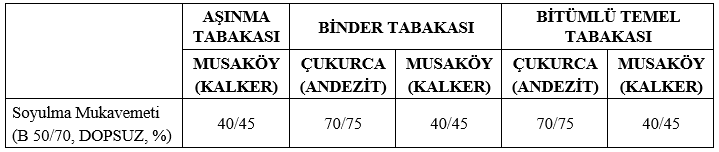 AŞINMA TABAKASI BİNDER TABAKASI BİTÜMLÜ TEMEL TABAKASI
MUSAKÖY (KALKER) ÇUKURCA (ANDEZİT) MUSAKÖY (KALKER) ÇUKURCA (ANDEZİT) MUSAKÖY (KALKER)
Soyulma Mukavemeti
(B 50/70, DOPSUZ, %) 40/45 70/75 40/45 70/75 40/45